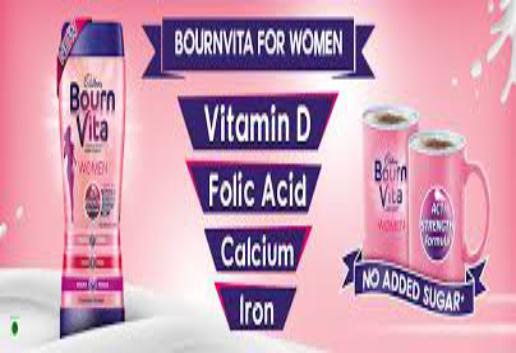 BOURNVITA FOR WOMEN
Cadbury
Bourn
Vita
WOMEN
Vitamin D
Folic Acid
Calcium
Iron
Cadbury
Bourn
Vita
WOMEN
ACTI
STRENGTH
Formula
NO ADDED SUGAR*